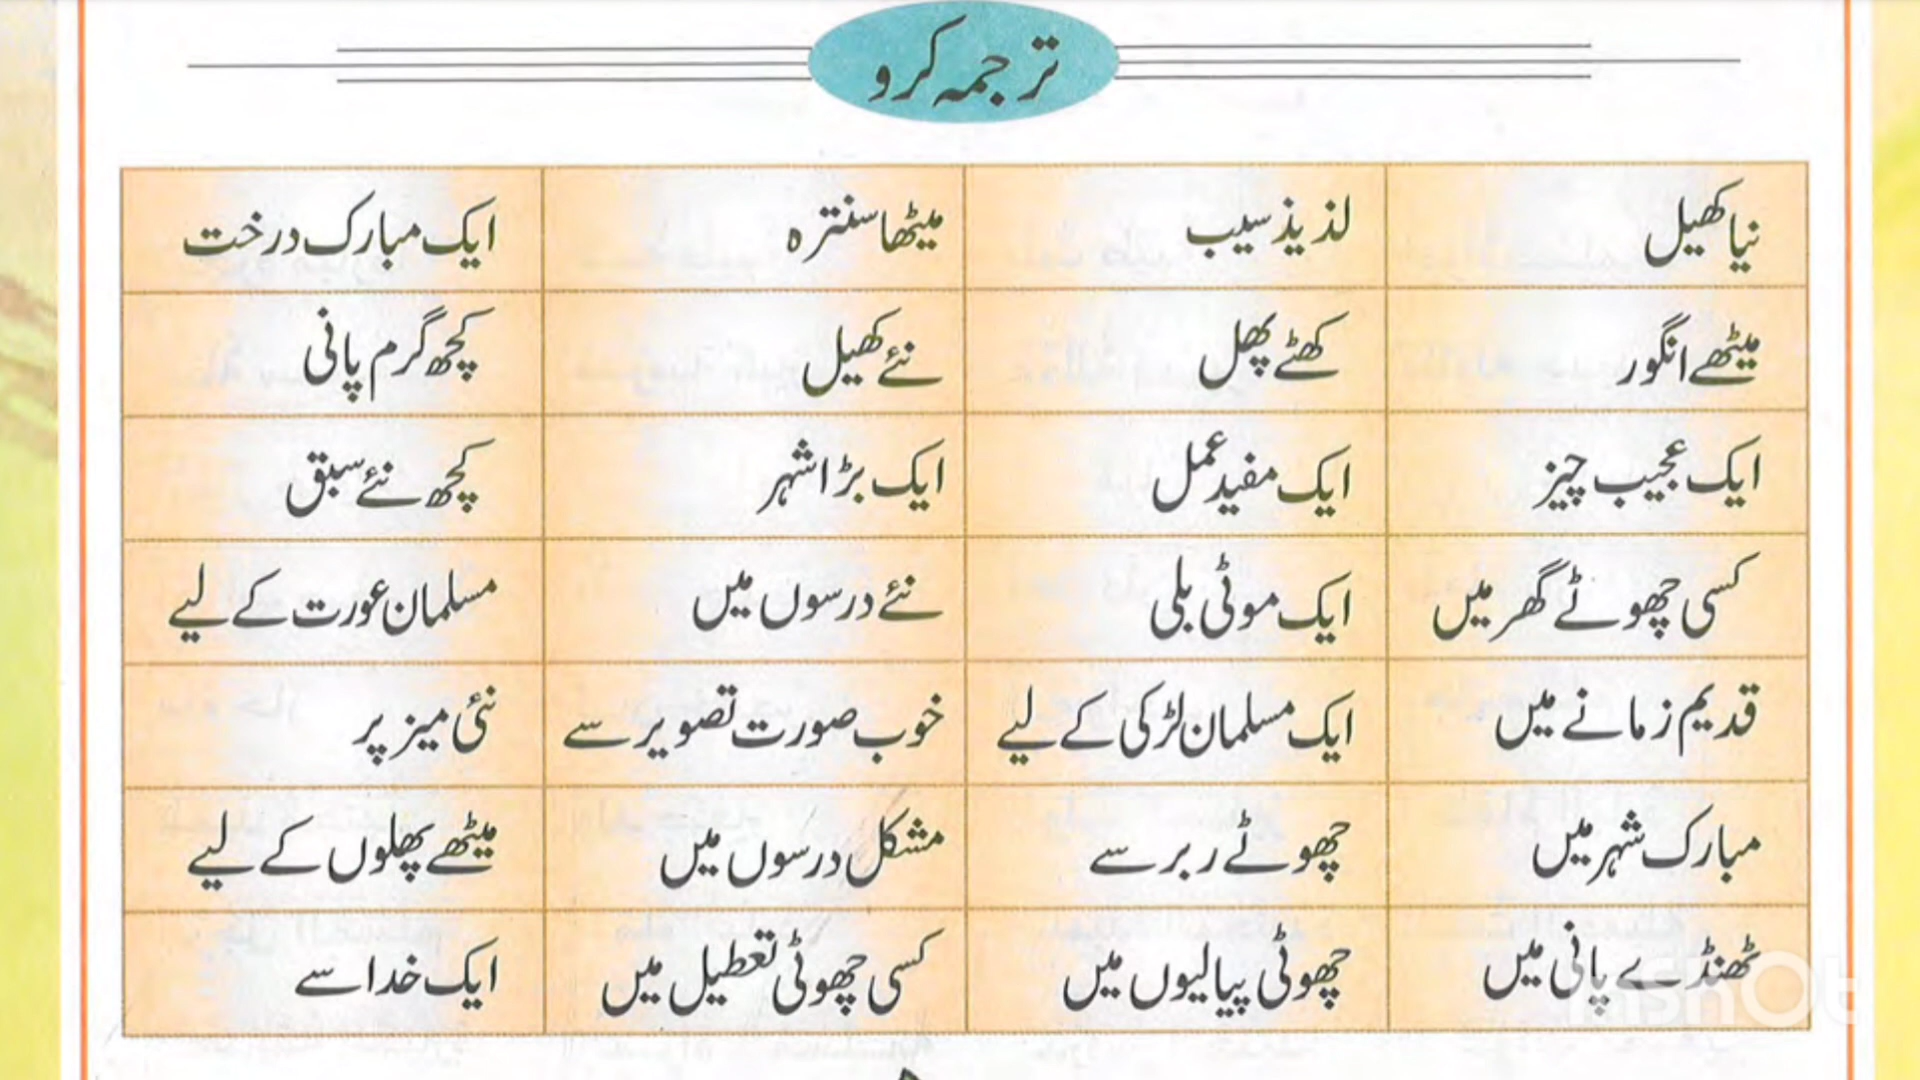 ترجمہ کرو
نیا کھیل	لذیذ سیب	میٹھا سنترہ	ایک مبارک درخت
میٹھے انگور	کھٹے پھل	نئے کھیل	کچھ گرم پانی
ایک عجیب چیز	ایک مفید عمل	ایک بڑا شہر	کچھ نئے سبق
کسی چھوٹے گھر میں	ایک موٹی بلی	نئے درسوں میں	مسلمان عورت کے لیے
قدیم زمانے میں	ایک مسلمان لڑکی کے لیے	خوب صورت تصویر سے	نئی میز پر
مبارک شہر میں	چھوٹے ربر سے	مشکل درسوں میں	میٹھے پھلوں کے لیے
ٹھنڈے پانی میں	چھوٹی پیالیوں میں	کسی چھوٹی تعطیل میں	ایک خدا سے
inshot